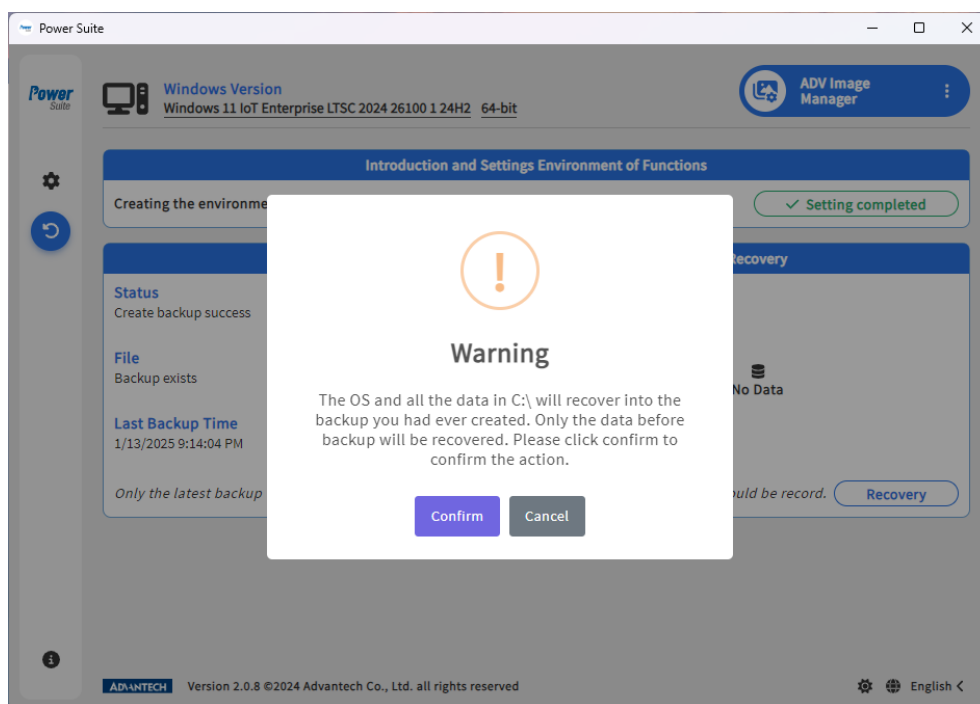 Power Suite
Power
Suite
Windows Version
Windows 11 IoT Enterprise LTSC 2024 26100 1 24H2 64-bit
ADV Image
Manager
Introduction and Settings Environment of Functions
Creating the environme
Setting completed
Recovery
Status
Create backup success
File
Backup exists
Last Backup Time
1/13/2025 9:14:04 PM
No Data
Only the latest backup
ould be record.
Recovery
!
Warning
The OS and all the data in C:\ will recover into the
backup you had ever created. Only the data before
backup will be recovered. Please click confirm to
confirm the action.
Confirm
Cancel
ADVANTECH
Version 2.0.8 ©2024 Advantech Co., Ltd. all rights reserved
English